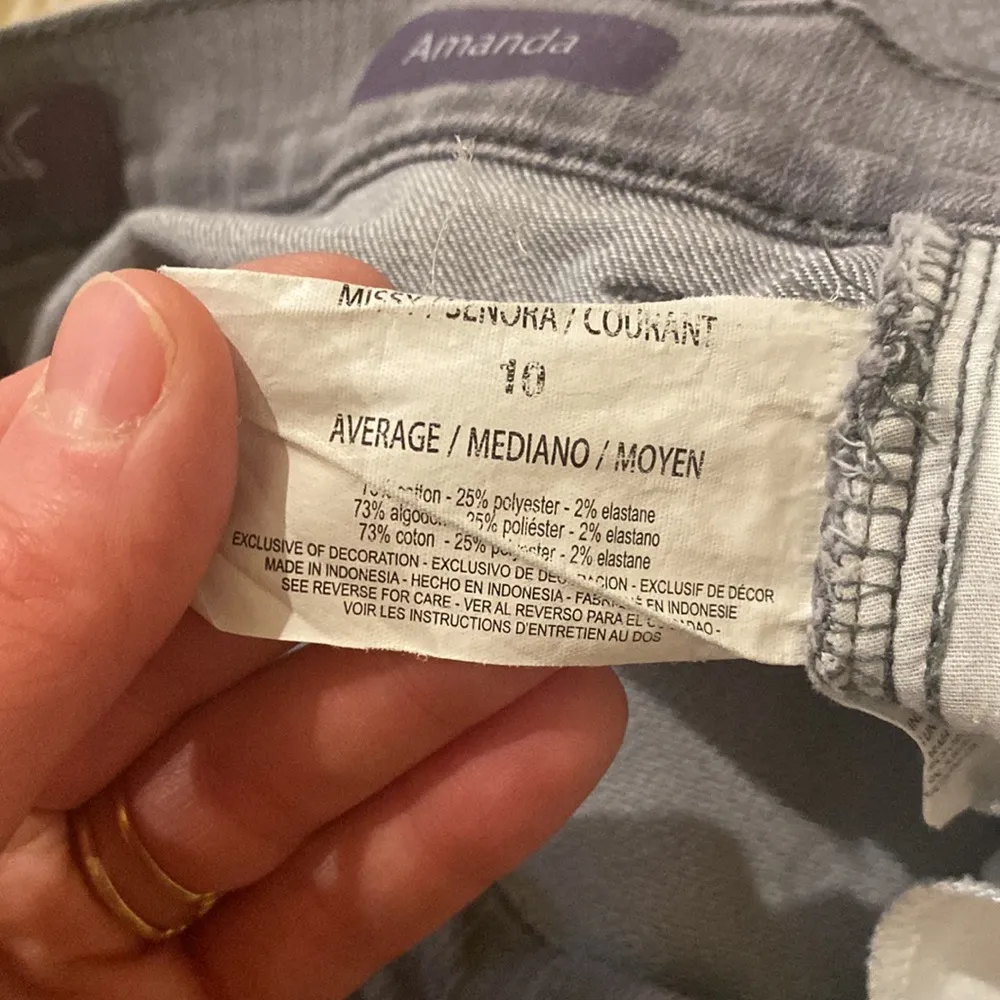 Amanda
SENORA / COURANT
10
AVERAGE / MEDIANO / MOYEN
- 25% polyester - 2% elastane
73% 25% poliéster - 2% elastano
73% coton - 25% - 2% elastane
EXCLUSIVE OF DECORATION - EXCLUSIVO DE - EXCLUSIF DE DÉCOR
MADE IN INDONESIA - HECHO EN INDONESIA - EN INDONESIE
SEE REVERSE FOR CARE - VER AL REVERSO PARA EL -
VOIR LES INSTRUCTIONS D'ENTRETIEN AU DOS